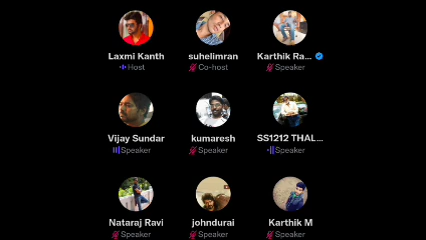 Laxmi Kanth suhelimran Karthik Ra...
Host Co-host Speaker
Vijay Sundar kumaresh SS1212 THAL...
Speaker Speaker Speaker
Nataraj Ravi johndurai Karthik M
Speaker Speaker Speaker